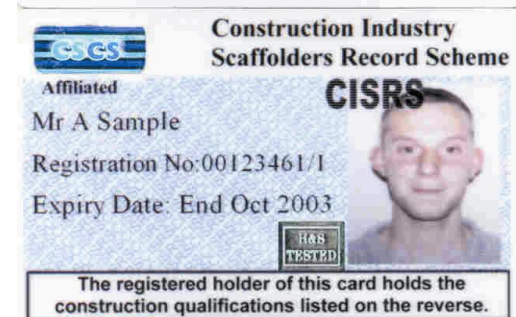 CSCS
Construction Industry
Scaffolders Record Scheme
Affiliated
CISRS
Mr A Sample
Registration No:00123461/1
Expiry Date: End Oct 2003
H&S
TESTED
The registered holder of this card holds the
construction qualifications listed on the reverse.